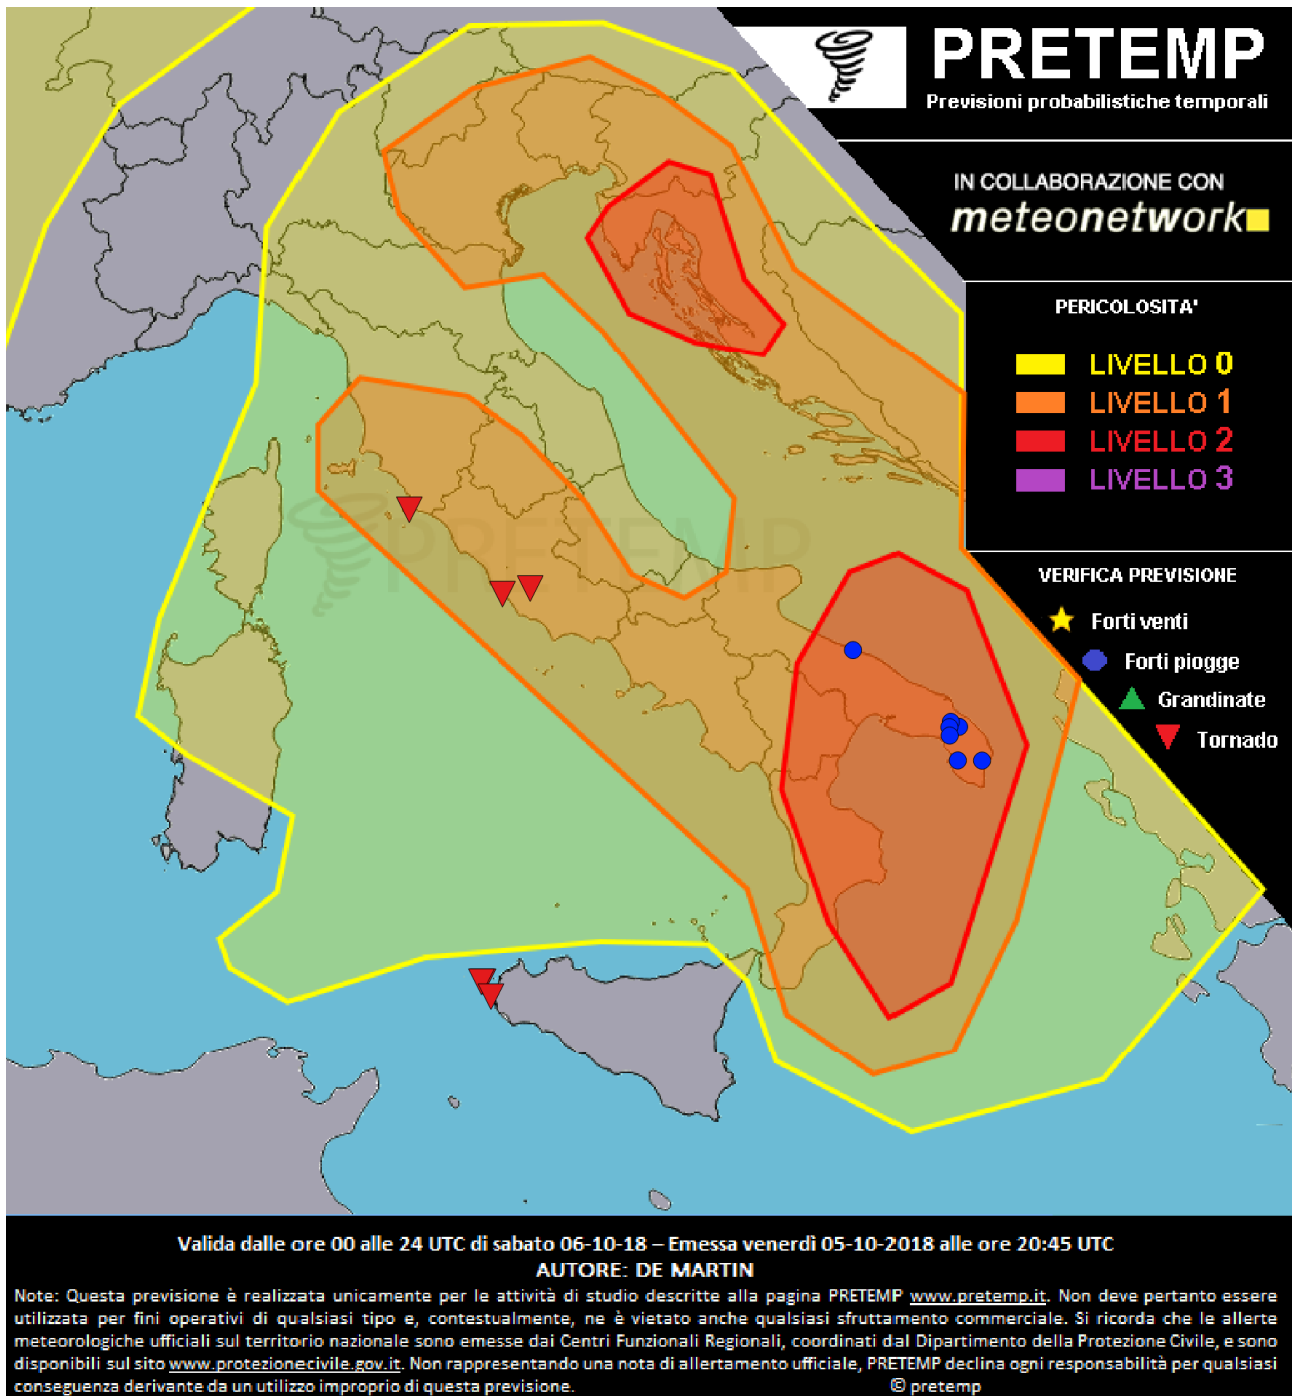 PRETEMP
Previsioni probabilistiche temporali
IN COLLABORAZIONE CON
meteonetwork
PERICOLOSITA'
LIVELLO 0
LIVELLO 1
LIVELLO 2
LIVELLO 3
PRETEMP
VERIFICA PREVISIONE
Forti venti
Forti piogge
Grandinate
Tornado
Valida dalle ore 00 alle 24 UTC di sabato 06-10-18 – Emessa venerdì 05-10-2018 alle ore 20:45 UTC
AUTORE: DE MARTIN
Note: Questa previsione è realizzata unicamente per le attività di studio descritte alla pagina PRETEMP www.pretemp.it. Non deve pertanto essere
utilizzata per fini operativi di qualsiasi tipo e, contestualmente, ne è vietato anche qualsiasi sfruttamento commerciale. Si ricorda che le allerte
meteorologiche ufficiali sul territorio nazionale sono emesse dai Centri Funzionali Regionali, coordinati dal Dipartimento della Protezione Civile, e sono
disponibili sul sito www.protezionecivile.gov.it. Non rappresentando una nota di allertamento ufficiale, PRETEMP declina ogni responsabilità per qualsiasi
conseguenza derivante da un utilizzo improprio di questa previsione. © pretemp